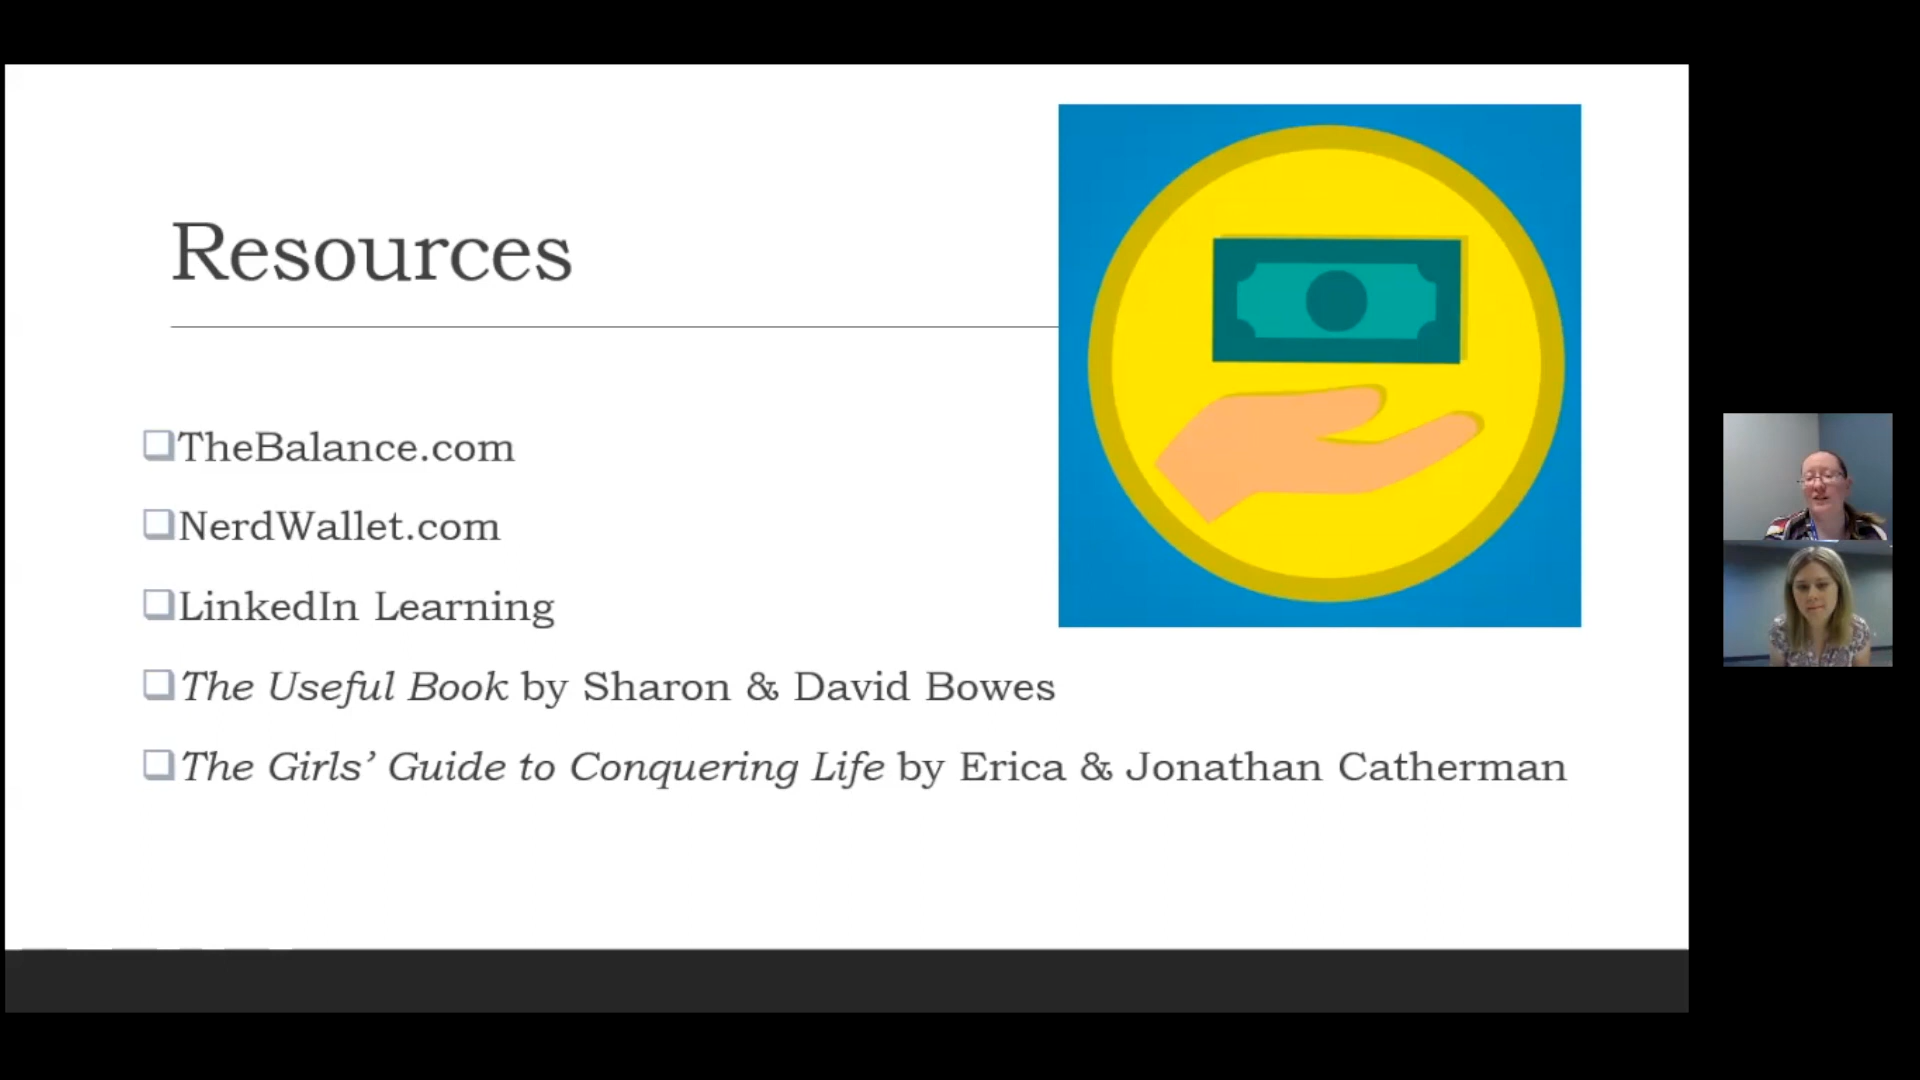 Resources
TheBalance.com
NerdWallet.com
LinkedIn Learning
The Useful Book by Sharon & David Bowes
The Girls’ Guide to Conquering Life by Erica & Jonathan Catherman